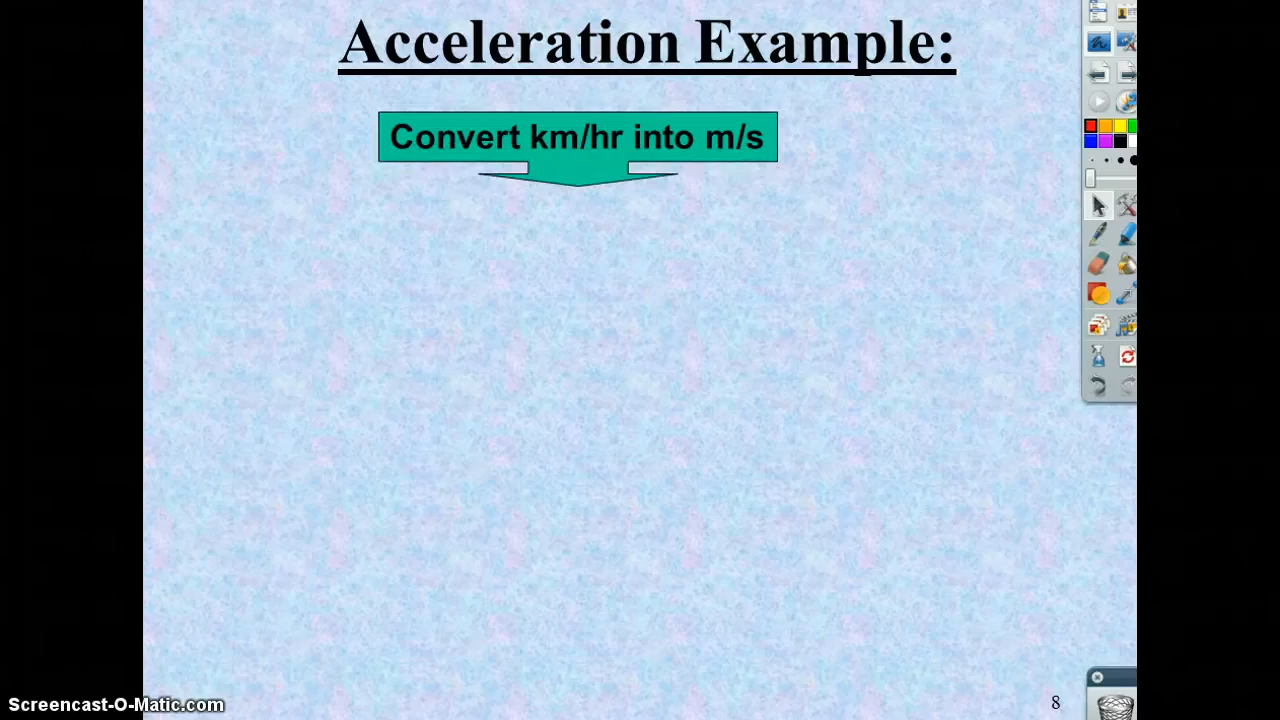 Acceleration Example:
Convert km/hr into m/s
8
Screencast-O-Matic.com